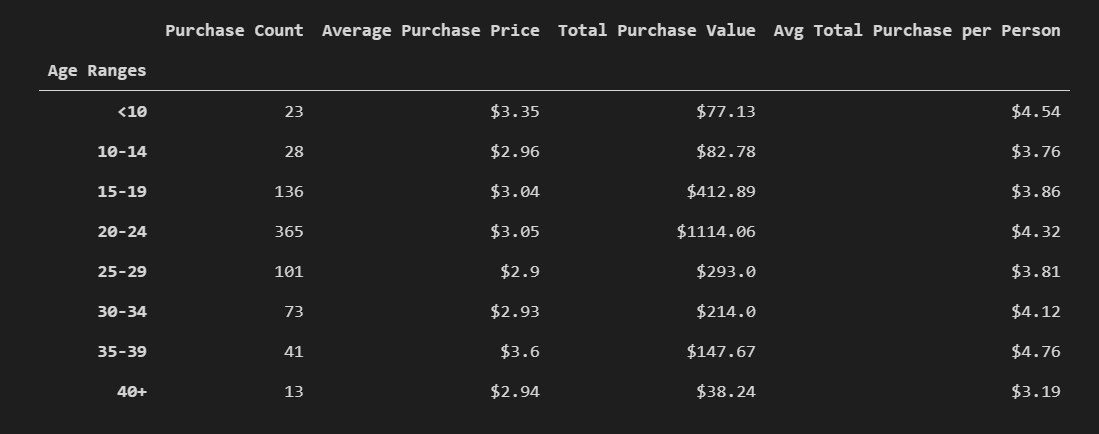 Purchase Count Average Purchase Price Total Purchase Value Avg Total Purchase per Person
Age Ranges
<10 23 $3.35 $77.13 $4.54
10-14 28 $2.96 $82.78 $3.76
15-19 136 $3.04 $412.89 $3.86
20-24 365 $3.05 $1114.06 $4.32
25-29 101 $2.9 $293.0 $3.81
30-34 73 $2.93 $214.0 $4.12
35-39 41 $3.6 $147.67 $4.76
40+ 13 $2.94 $38.24 $3.19